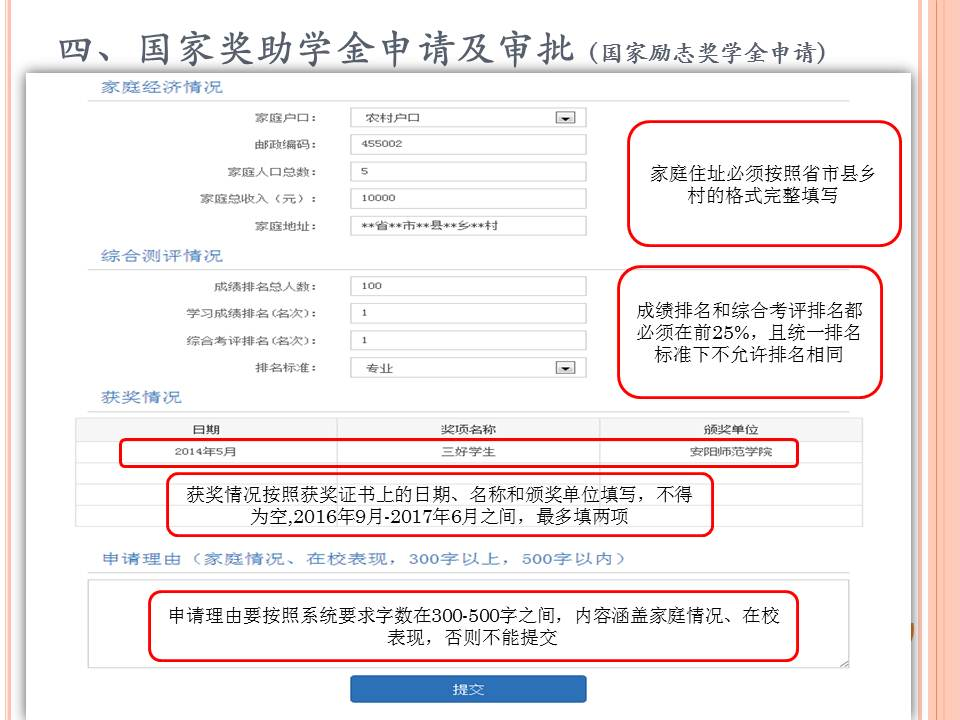 四、国家奖助学金申请及审批(国家励志奖学金申请)
家庭经济情况
家庭户口: 农村户口
邮政编码: 455002
家庭人口总数: 5
家庭总收入(元): 10000
家庭地址: **省**市**县**乡**村
家庭住址必须按照省市县乡
村的格式完整填写
综合测评情况
成绩排名总人数: 100
学习成绩排名(名次): 1
综合考评排名(名次): 1
排名标准: 专业
成绩排名和综合考评排名都
必须在前25%，且统一排名
标准下不允许排名相同
获奖情况
日期 奖项名称 颁奖单位
2014年5月 三好学生 安阳师范学院
获奖情况按照获奖证书上的日期、名称和颁奖单位填写，不得
为空,2016年9月-2017年6月之间，最多填两项
申请理由（家庭情况、在校表现，300字以上，500字以内）
申请理由要按照系统要求字数在300-500字之间，内容涵盖家庭情况、在校
表现，否则不能提交
提交